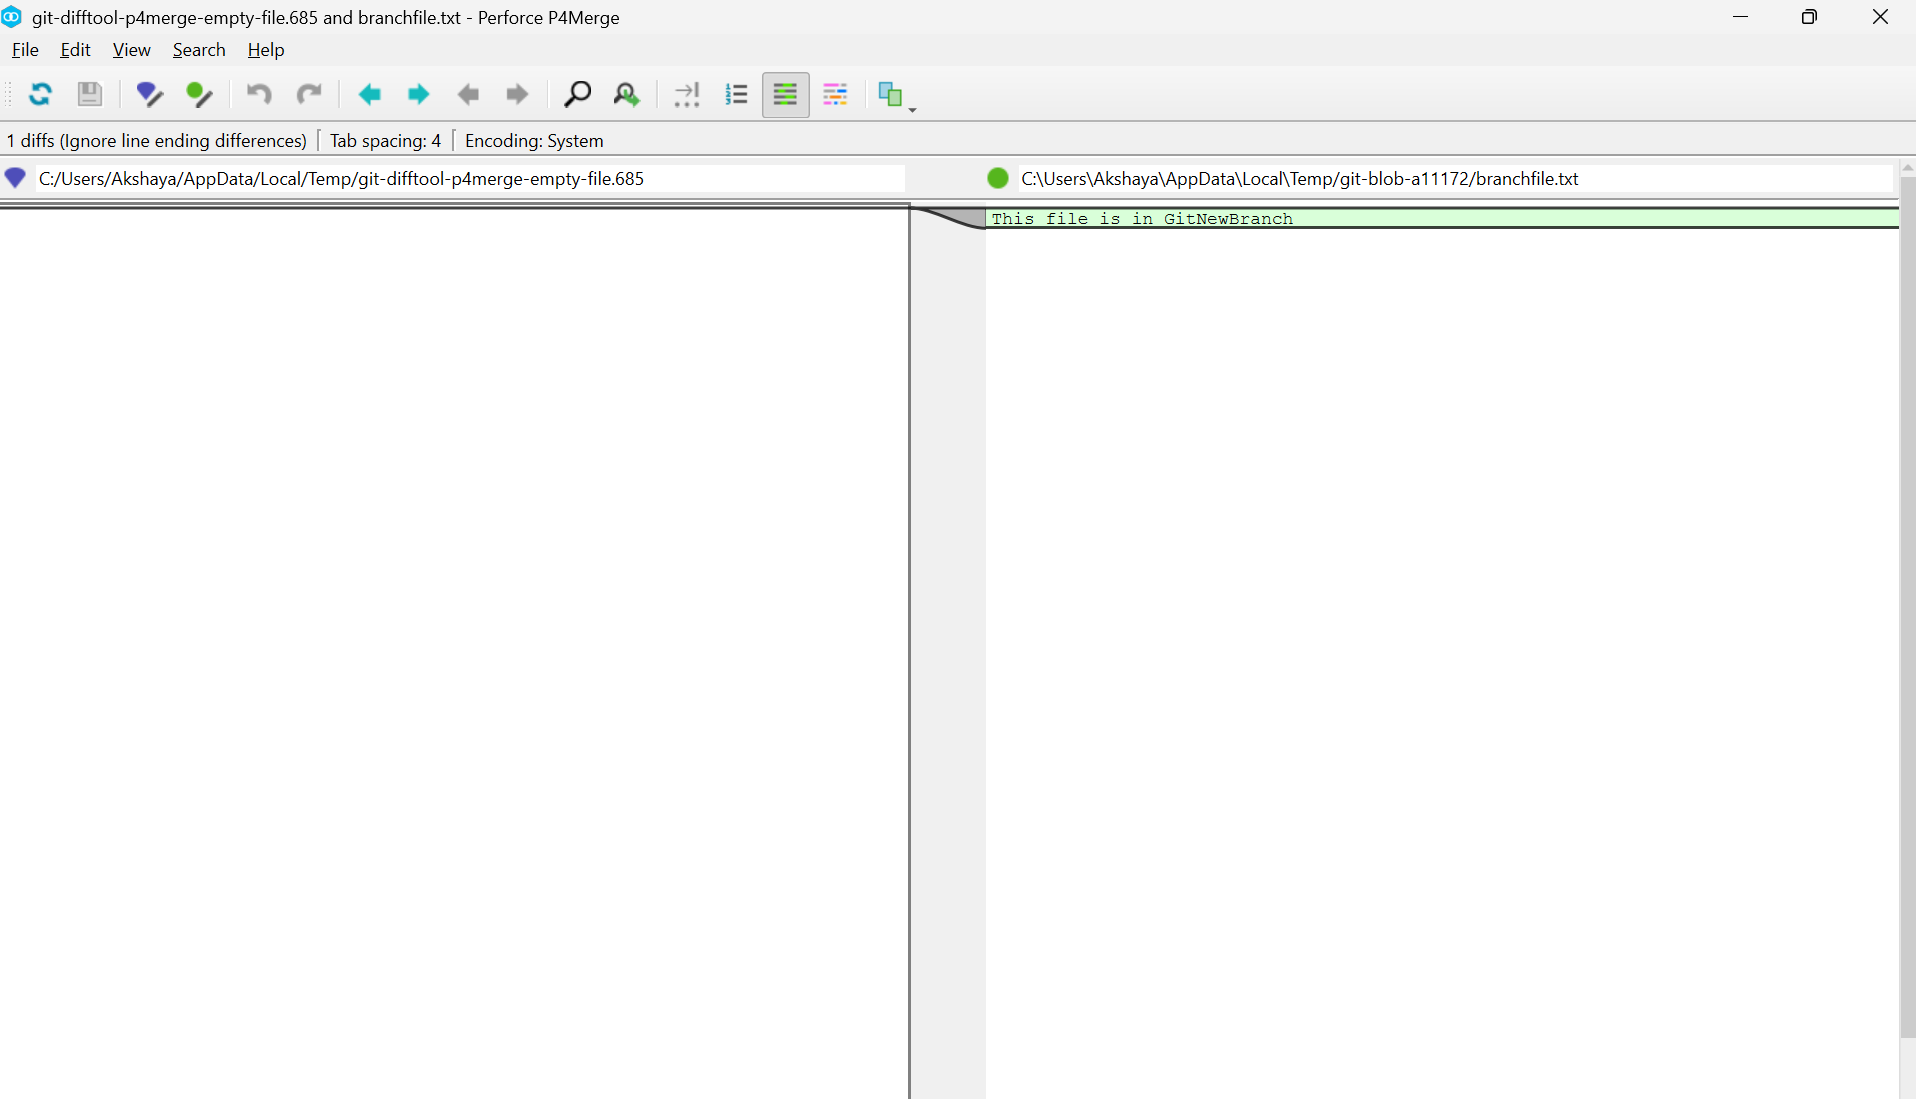 git-difftool-p4merge-empty-file.685 and branchfile.txt - Perforce P4Merge
File Edit View Search Help
1 diffs (Ignore line ending differences) Tab spacing: 4 Encoding: System
C:/Users/Akshaya/AppData/Local/Temp/git-difftool-p4merge-empty-file.685
C:\Users\Akshaya\AppData\Local\Temp/git-blob-a11172/branchfile.txt
This file is in GitNewBranch